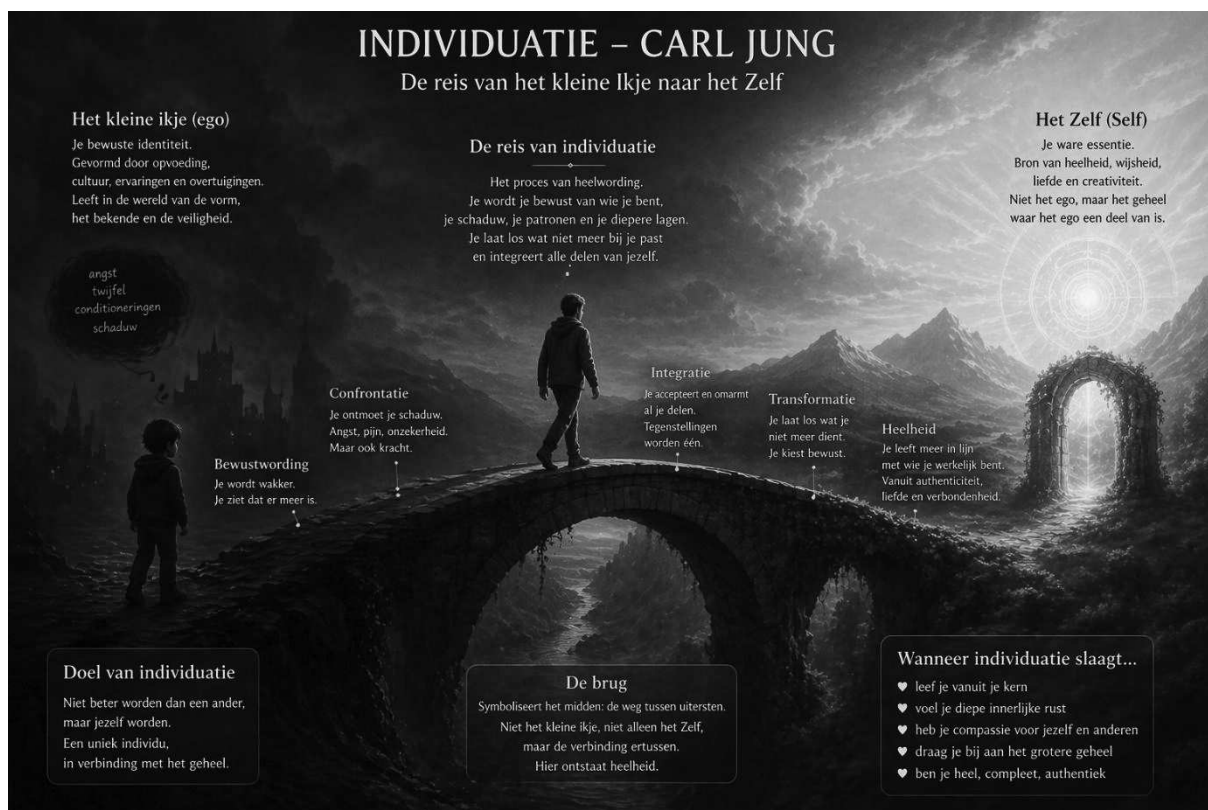 INDIVIDUATIE – CARL JUNG
De reis van het kleine Ikje naar het Zelf
Het kleine ikje (ego)
Je bewuste identiteit.
Gevormd door opvoeding,
cultuur, ervaringen en overtuigingen.
Leeft in de wereld van de vorm,
het bekende en de veiligheid.
angst
twijfel
conditioneringen
schaduw
De reis van individuatie
Het proces van heelwording.
Je wordt je bewust van wie je bent,
je schaduw, je patronen en je diepere lagen.
Je laat los wat niet meer bij je past
en integreert alle delen van jezelf.
Het Zelf (Self)
Je ware essentie.
Bron van heelheid, wijsheid,
liefde en creativiteit.
Niet het ego, maar het geheel
waar het ego een deel van is.
Bewustwording
Je wordt wakker.
Je ziet dat er meer is.
Confrontatie
Je ontmoet je schaduw.
Angst, pijn, onzekerheid.
Maar ook kracht.
Integratie
Je accepteert en omarmt
al je delen.
Tegenstellingen
worden één.
Transformatie
Je laat los wat je
niet meer dient.
Je kiest bewust.
Heelheid
Je leeft meer in lijn
met wie je werkelijk bent.
Vanuit authenticiteit,
liefde en verbondenheid.
Doel van individuatie
Niet beter worden dan een ander,
maar jezelf worden.
Een uniek individu,
in verbinding met het geheel.
De brug
Symboliseert het midden: de weg tussen uitersten.
Niet het kleine ikje, niet alleen het Zelf,
maar de verbinding ertussen.
Hier ontstaat heelheid.
Wanneer individuatie slaagt...
♥ leef je vanuit je kern
♥ voel je diepe innerlijke rust
♥ heb je compassie voor jezelf en anderen
♥ draag je bij aan het grotere geheel
♥ ben je heel, compleet, authentiek